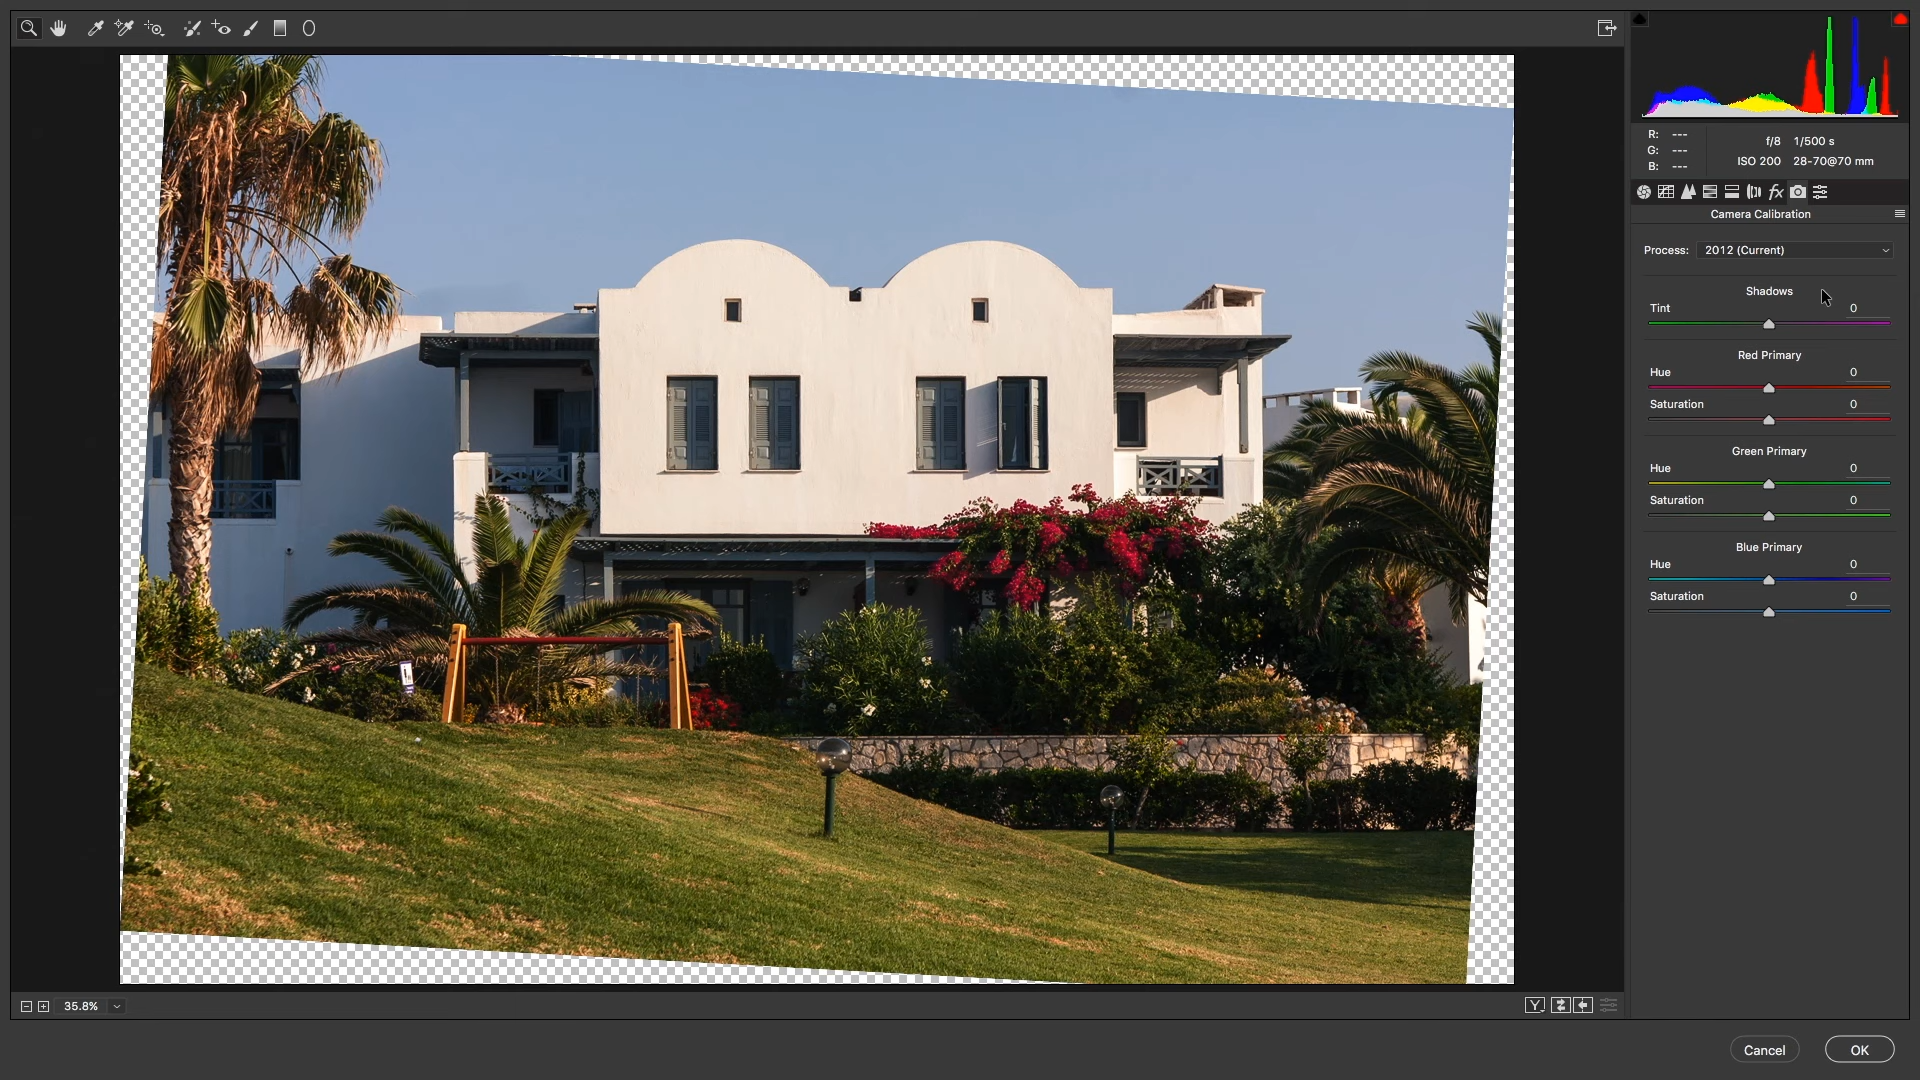 R: ---
G: ---
B: ---
f/8 1/500 s
ISO 200 28-70@70 mm
fx
Camera Calibration
Process: 2012 (Current)
Shadows
Tint 0
Red Primary
Hue 0
Saturation 0
Green Primary
Hue 0
Saturation 0
Blue Primary
Hue 0
Saturation 0
35.8%
Y
Cancel OK